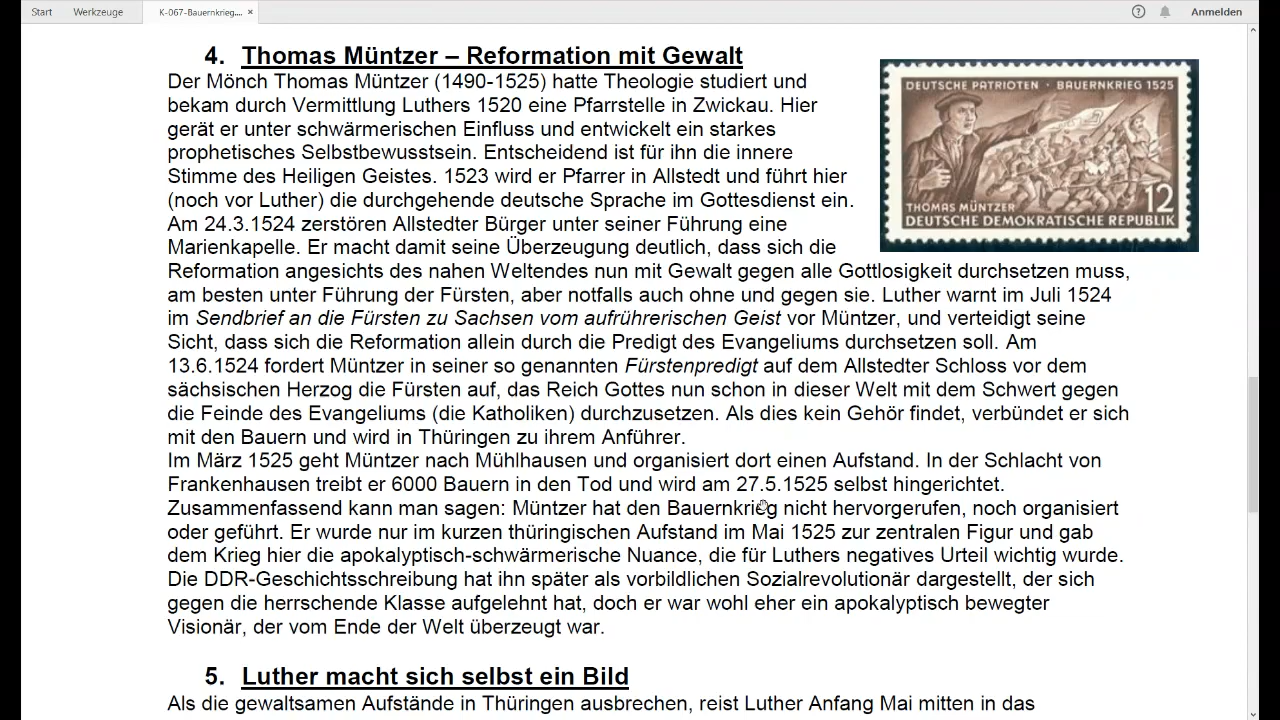 Start Werkzeuge K-067-Bauernkrieg.... × ? Anmelden
4. Thomas Müntzer – Reformation mit Gewalt
Der Mönch Thomas Müntzer (1490-1525) hatte Theologie studiert und
bekam durch Vermittlung Luthers 1520 eine Pfarrstelle in Zwickau. Hier
gerät er unter schwärmerischen Einfluss und entwickelt ein starkes
prophetisches Selbstbewusstsein. Entscheidend ist für ihn die innere
Stimme des Heiligen Geistes. 1523 wird er Pfarrer in Allstedt und führt hier
(noch vor Luther) die durchgehende deutsche Sprache im Gottesdienst ein.
Am 24.3.1524 zerstören Allstedter Bürger unter seiner Führung eine
Marienkapelle. Er macht damit seine Überzeugung deutlich, dass sich die
DEUTSCHE PATRIOTEN · BAUERNKRIEG 1525
12
THOMAS MÜNTZER
DEUTSCHE DEMOKRATISCHE REPUBLIK
Reformation angesichts des nahen Weltendes nun mit Gewalt gegen alle Gottlosigkeit durchsetzen muss,
am besten unter Führung der Fürsten, aber notfalls auch ohne und gegen sie. Luther warnt im Juli 1524
im Sendbrief an die Fürsten zu Sachsen vom aufrührerischen Geist vor Müntzer, und verteidigt seine
Sicht, dass sich die Reformation allein durch die Predigt des Evangeliums durchsetzen soll. Am
13.6.1524 fordert Müntzer in seiner so genannten Fürstenpredigt auf dem Allstedter Schloss vor dem
sächsischen Herzog die Fürsten auf, das Reich Gottes nun schon in dieser Welt mit dem Schwert gegen
die Feinde des Evangeliums (die Katholiken) durchzusetzen. Als dies kein Gehör findet, verbündet er sich
mit den Bauern und wird in Thüringen zu ihrem Anführer.
Im März 1525 geht Müntzer nach Mühlhausen und organisiert dort einen Aufstand. In der Schlacht von
Frankenhausen treibt er 6000 Bauern in den Tod und wird am 27.5.1525 selbst hingerichtet.
Zusammenfassend kann man sagen: Müntzer hat den Bauernkrieg nicht hervorgerufen, noch organisiert
oder geführt. Er wurde nur im kurzen thüringischen Aufstand im Mai 1525 zur zentralen Figur und gab
dem Krieg hier die apokalyptisch-schwärmerische Nuance, die für Luthers negatives Urteil wichtig wurde.
Die DDR-Geschichtsschreibung hat ihn später als vorbildlichen Sozialrevolutionär dargestellt, der sich
gegen die herrschende Klasse aufgelehnt hat, doch er war wohl eher ein apokalyptisch bewegter
Visionär, der vom Ende der Welt überzeugt war.
5. Luther macht sich selbst ein Bild
Als die gewaltsamen Aufstände in Thüringen ausbrechen, reist Luther Anfang Mai mitten in das